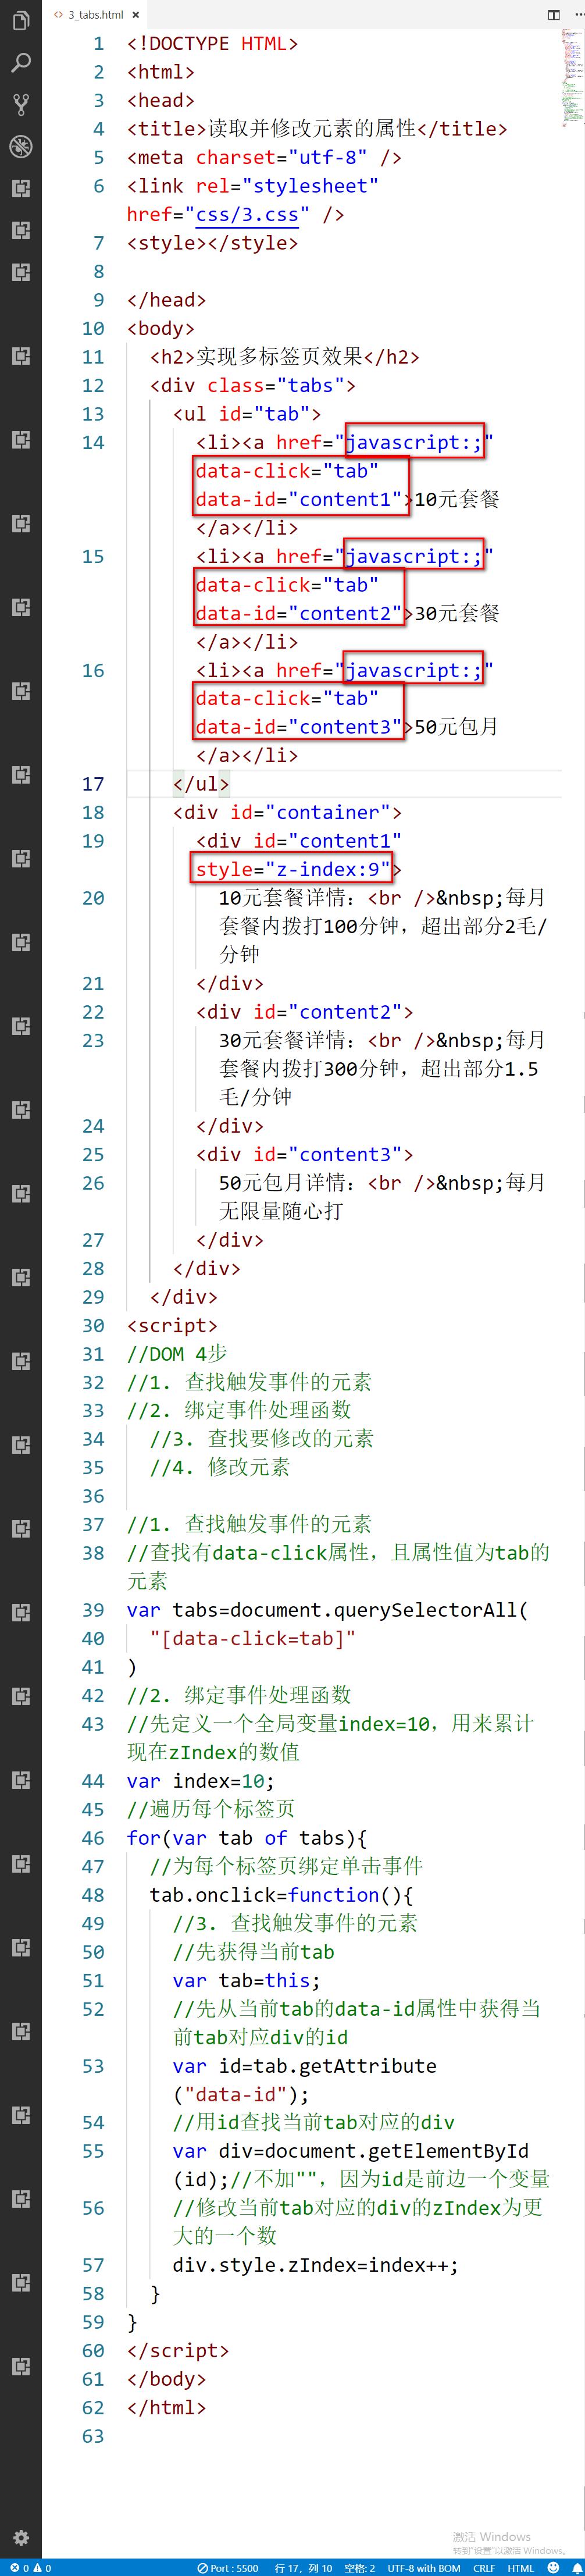 3_tabs.html
1 <!DOCTYPE HTML>
2 <html>
3 <head>
4 <title>读取并修改元素的属性</title>
5 <meta charset="utf-8" />
6 <link rel="stylesheet"
href="css/3.css" />
7 <style></style>
8
9 </head>
10 <body>
11 <h2>实现多标签页效果</h2>
12 <div class="tabs">
13 <ul id="tab">
14 <li><a href="javascript:;"
data-click="tab"
data-id="content1">10元套餐
</a></li>
15 <li><a href="javascript:;"
data-click="tab"
data-id="content2">30元套餐
</a></li>
16 <li><a href="javascript:;"
data-click="tab"
data-id="content3">50元包月
</a></li>
17 </ul>
18 <div id="container">
19 <div id="content1"
style="z-index:9">
20 10元套餐详情：<br />&nbsp;每月
套餐内拨打100分钟，超出部分2毛/
分钟
21 </div>
22 <div id="content2">
23 30元套餐详情：<br />&nbsp;每月
套餐内拨打300分钟，超出部分1.5
毛/分钟
24 </div>
25 <div id="content3">
26 50元包月详情：<br />&nbsp;每月
无限量随心打
27 </div>
28 </div>
29 </div>
30 <script>
31 //DOM 4步
32 //1. 查找触发事件的元素
33 //2. 绑定事件处理函数
34 //3. 查找要修改的元素
35 //4. 修改元素
36
37 //1. 查找触发事件的元素
38 //查找有data-click属性，且属性值为tab的
元素
39 var tabs=document.querySelectorAll(
40 "[data-click=tab]"
41 )
42 //2. 绑定事件处理函数
43 //先定义一个全局变量index=10，用来累计
现在zIndex的数值
44 var index=10;
45 //遍历每个标签页
46 for(var tab of tabs){
47 //为每个标签页绑定单击事件
48 tab.onclick=function(){
49 //3. 查找触发事件的元素
50 //先获得当前tab
51 var tab=this;
52 //先从当前tab的data-id属性中获得当
前tab对应div的id
53 var id=tab.getAttribute
("data-id");
54 //用id查找当前tab对应的div
55 var div=document.getElementById
(id);//不加""，因为id是前边一个变量
56 //修改当前tab对应的div的zIndex为更
大的一个数
57 div.style.zIndex=index++;
58 }
59 }
60 </script>
61 </body>
62 </html>
63
激活 Windows
转到"设置"以激活 Windows。
0 0 Port : 5500 行 17，列 10 空格: 2 UTF-8 with BOM CRLF HTML